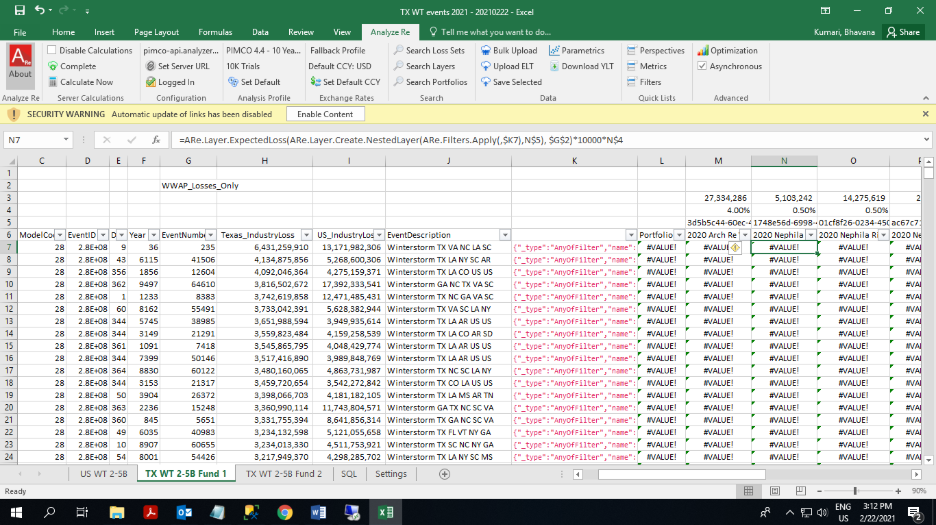 TX WT events 2021 - 20210222 - Excel
File Home Insert Page Layout Formulas Data Review View Analyze Re Tell me what you want to do... Kumari, Bhavana Share
Disable Calculations pimco-api.analyzer... PIMCO 4.4 - 10 Yea... Fallback Profile Search Loss Sets Bulk Upload Parameters Perspectives Optimization
Complete Set Server URL 10K Trials Default CCY: USD Search Layers Upload ELT Download YLT Metrics Asynchronous
About Calculate Now Logged In Set Default Set Default CCY Search Portfolios Save Selected Filters
Analyze Re Server Calculations Configuration Analysis Profile Exchange Rates Search Data Quick Lists Advanced
SECURITY WARNING Automatic update of links has been disabled Enable Content
N7 fx =ARe.Layer.ExpectedLoss(ARe.Layer.Create.NestedLayer(ARe.Filters.Apply(,$K7),N$5), $G$2)*10000*N$4
C D E F G H I J K L M N O
1
2 WWAP_Losses_Only
3 27,334,286 5,103,242 14,275,619 2
4 4.00% 0.50% 0.50%
5 3d5b5c44-60ec-4 1748e56d-6998-4 01cf8f26-0234-450 ac67c71
6 ModelCo EventID D Year EventNumb Texas_IndustryLoss US_IndustryLos EventDescription Portfolio 2020 Arch Re 2020 Nephila 2020 Nephila Ri 2020 Ne
7 28 2.8E+08 9 36 235 6,431,259,910 13,171,982,306 Winterstorm TX VA NC LA SC {"_type":"AnyOfFilter","name": #VALUE! #VALU #VALUE! #VALUE! #VAL
8 28 2.8E+08 43 6115 41506 4,134,875,856 5,268,600,306 Winterstorm TX LA NY SC AR {"_type":"AnyOfFilter","name": #VALUE! #VALUE! #VALUE! #VALUE! #VAL
9 28 2.8E+08 356 1856 12604 4,092,046,364 4,275,159,371 Winterstorm TX LA CO US US {"_type":"AnyOfFilter","name": #VALUE! #VALUE! #VALUE! #VALUE! #VAL
10 28 2.8E+08 362 9497 64610 3,816,502,672 17,392,333,541 Winterstorm GA NC TX VA SC {"_type":"AnyOfFilter","name": #VALUE! #VALUE! #VALUE! #VALUE! #VAL
11 28 2.8E+08 1 1233 8383 3,742,619,858 12,471,485,431 Winterstorm TX NC GA VA SC {"_type":"AnyOfFilter","name": #VALUE! #VALUE! #VALUE! #VALUE! #VAL
12 28 2.8E+08 60 8162 55491 3,733,042,391 5,628,382,944 Winterstorm TX VA SC LA NY {"_type":"AnyOfFilter","name": #VALUE! #VALUE! #VALUE! #VALUE! #VAL
13 28 2.8E+08 344 5745 38985 3,651,988,594 3,949,935,614 Winterstorm TX LA AR US US {"_type":"AnyOfFilter","name": #VALUE! #VALUE! #VALUE! #VALUE! #VAL
14 28 2.8E+08 344 3149 21291 3,559,823,484 4,159,258,539 Winterstorm TX LA CO AR SD {"_type":"AnyOfFilter","name": #VALUE! #VALUE! #VALUE! #VALUE! #VAL
15 28 2.8E+08 361 1091 7418 3,545,865,795 4,048,429,774 Winterstorm TX LA AR US US {"_type":"AnyOfFilter","name": #VALUE! #VALUE! #VALUE! #VALUE! #VAL
16 28 2.8E+08 344 7399 50146 3,517,416,890 3,989,848,769 Winterstorm TX LA AR US US {"_type":"AnyOfFilter","name": #VALUE! #VALUE! #VALUE! #VALUE! #VAL
17 28 2.8E+08 364 8830 60122 3,480,160,065 4,863,731,987 Winterstorm TX NC SC LA NY {"_type":"AnyOfFilter","name": #VALUE! #VALUE! #VALUE! #VALUE! #VAL
18 28 2.8E+08 344 3153 21317 3,459,720,654 3,542,272,842 Winterstorm TX CO LA US US {"_type":"AnyOfFilter","name": #VALUE! #VALUE! #VALUE! #VALUE! #VAL
19 28 2.8E+08 50 3904 26372 3,398,066,703 4,181,182,105 Winterstorm TX LA MS AR TN {"_type":"AnyOfFilter","name": #VALUE! #VALUE! #VALUE! #VALUE! #VAL
20 28 2.8E+08 363 2236 15248 3,360,990,114 11,743,804,571 Winterstorm GA TX NC SC VA {"_type":"AnyOfFilter","name": #VALUE! #VALUE! #VALUE! #VALUE! #VAL
21 28 2.8E+08 360 845 5651 3,331,755,394 8,641,856,314 Winterstorm TX GA NC SC VA {"_type":"AnyOfFilter","name": #VALUE! #VALUE! #VALUE! #VALUE! #VAL
22 28 2.8E+08 49 6035 40983 3,234,132,598 5,121,055,658 Winterstorm TX FL VT NY GA {"_type":"AnyOfFilter","name": #VALUE! #VALUE! #VALUE! #VALUE! #VAL
23 28 2.8E+08 10 8907 60655 3,234,013,330 4,511,753,921 Winterstorm TX SC NC NY GA {"_type":"AnyOfFilter","name": #VALUE! #VALUE! #VALUE! #VALUE! #VAL
24 28 2.8E+08 54 8001 54426 3,217,949,370 4,298,285,702 Winterstorm TX LA NY SC MS {"_type":"AnyOfFilter","name": #VALUE! #VALUE! #VALUE! #VALUE! #VAL
US WT 2-5B TX WT 2-5B Fund 1 TX WT 2-5B Fund 2 SQL Settings
Ready 90%
ENG 3:12 PM
US 2/22/2021 2